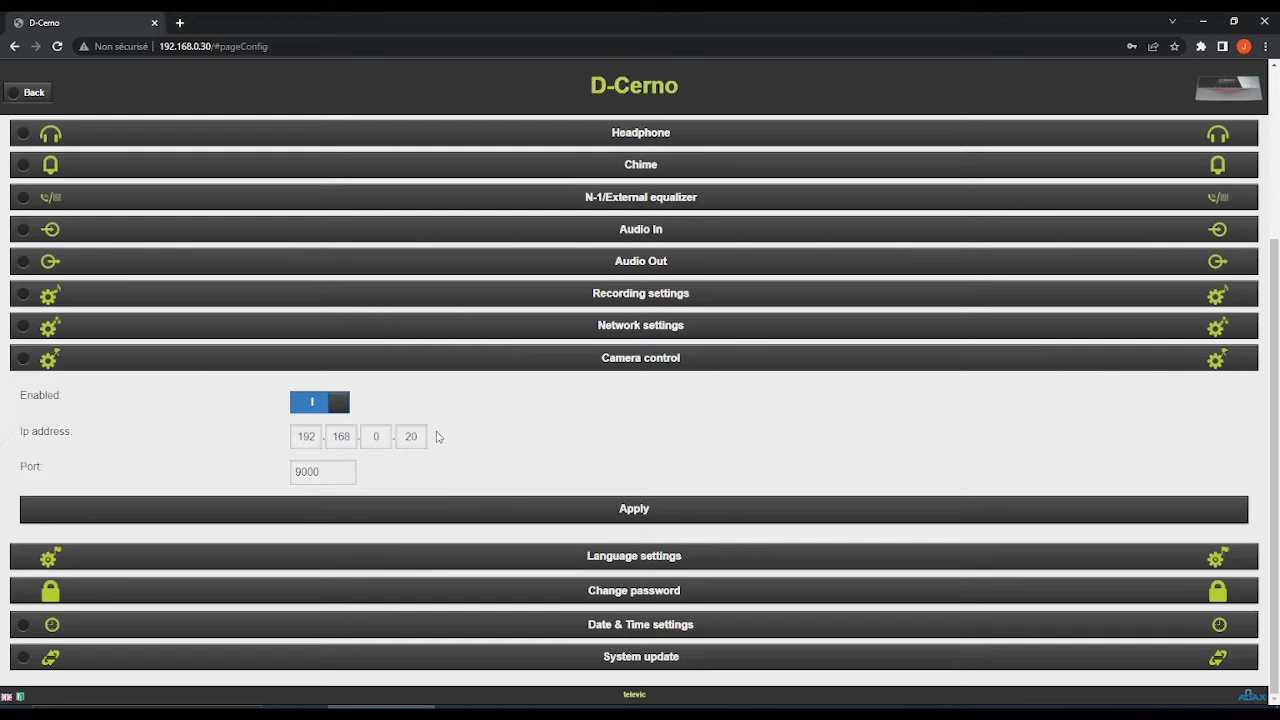 D-Cerno
Non sécurisé
192.168.0.30/#pageConfig
J
Back
D-Cerno
Headphone
Chime
N-1/External equalizer
Audio In
Audio Out
Recording settings
Network settings
Camera control
Enabled:
I
Ip address:
192 . 168 . 0 . 20
Port:
9000
Apply
Language settings
Change password
Date & Time settings
System update
televic